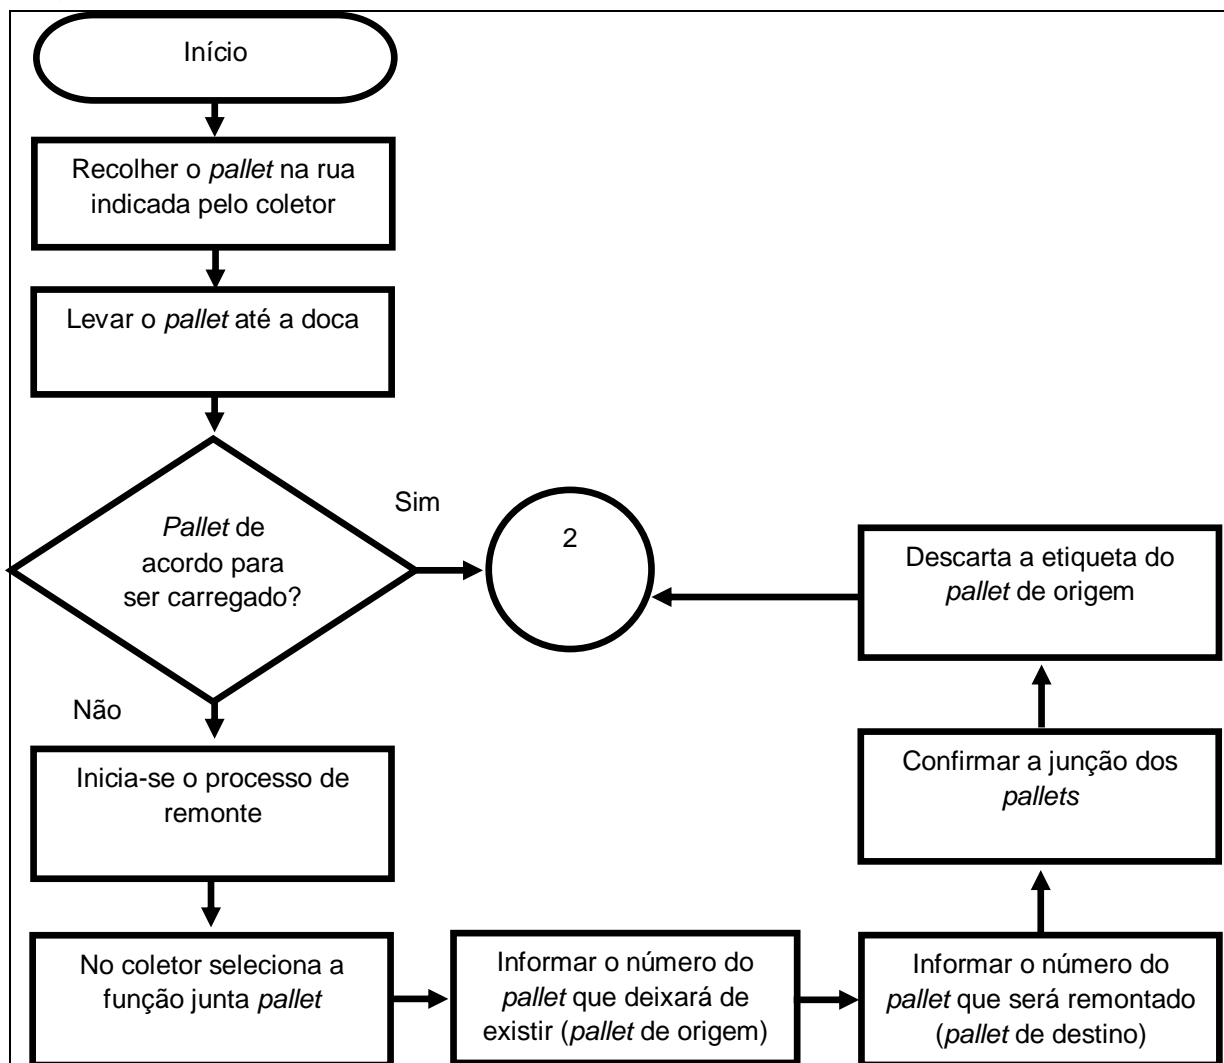 Início
Recolher o pallet na rua
indicada pelo coletor
Levar o pallet até a doca
Pallet de
acordo para
ser carregado?
Sim
2
Não
Inicia-se o processo de
remonte
No coletor seleciona a
função junta pallet
Informar o número do
pallet que deixará de
existir (pallet de origem)
Informar o número do
pallet que será remontado
(pallet de destino)
Confirmar a junção dos
pallets
Descarta a etiqueta do
pallet de origem